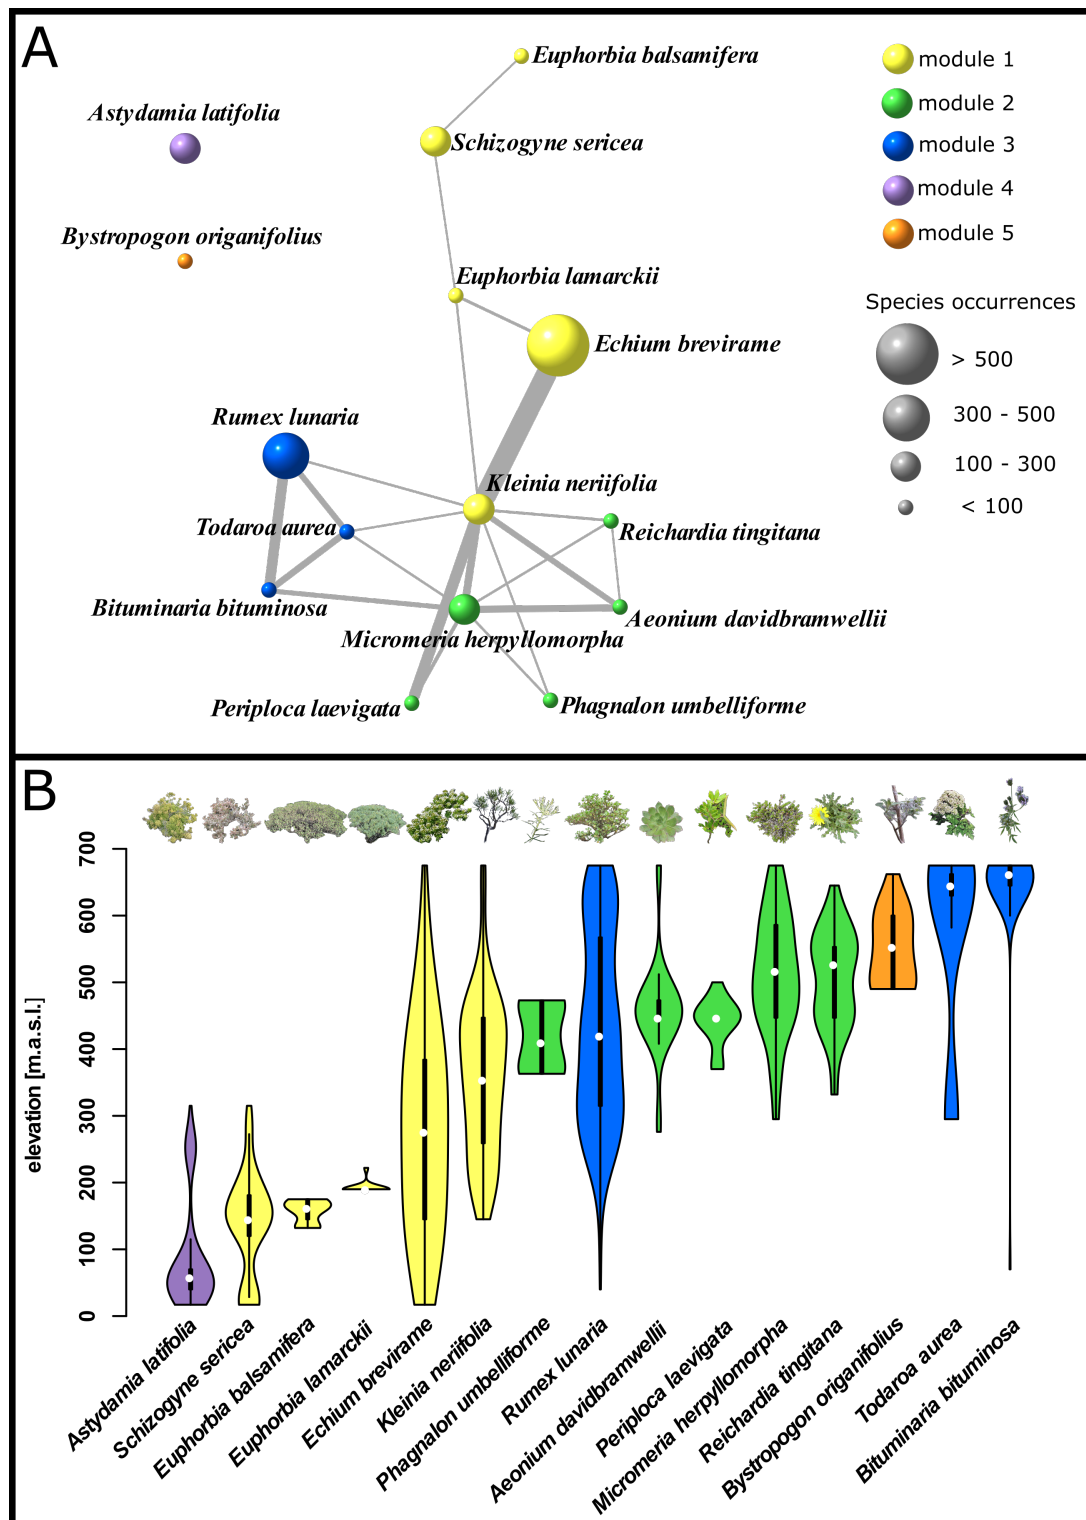 A
Euphorbia balsamifera
module 1
Astydamia latifolia
module 2
Schizogyne sericea
module 3
module 4
Bystropogon origanifolius
module 5
Euphorbia lamarckii
Species occurrences
Echium brevirame
> 500
Rumex lunaria
300 - 500
100 - 300
Kleinia neriifolia
< 100
Todaroa aurea
Reichardia tingitana
Bituminaria bituminosa
Aeonium davidbramwellii
Micromeria herpyllomorpha
Periploca laevigata
Phagnalon umbelliforme
B
700
600
500
400
300
200
100
0
elevation [m.a.s.l.]
Astydamia latifolia
Schizogyne sericea
Euphorbia balsamifera
Euphorbia lamarckii
Echium brevirame
Kleinia neriifolia
Phagnalon umbelliforme
Rumex lunaria
Aeonium davidbramwellii
Periploca laevigata
Micromeria herpyllomorpha
Reichardia tingitana
Bystropogon origanifolius
Todaroa aurea
Bituminaria bituminosa